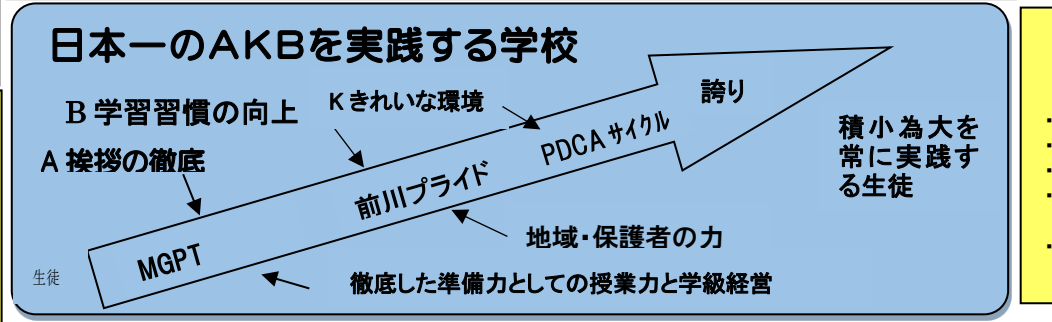 日本一のAKBを実践する学校
B 学習習慣の向上
K きれいな環境
A 挨拶の徹底
誇り
PDCA サイクル
前川プライド
MGPT
積小為大を
常に実践す
る生徒
地域・保護者の力
生徒
徹底した準備力としての授業力と学級経営